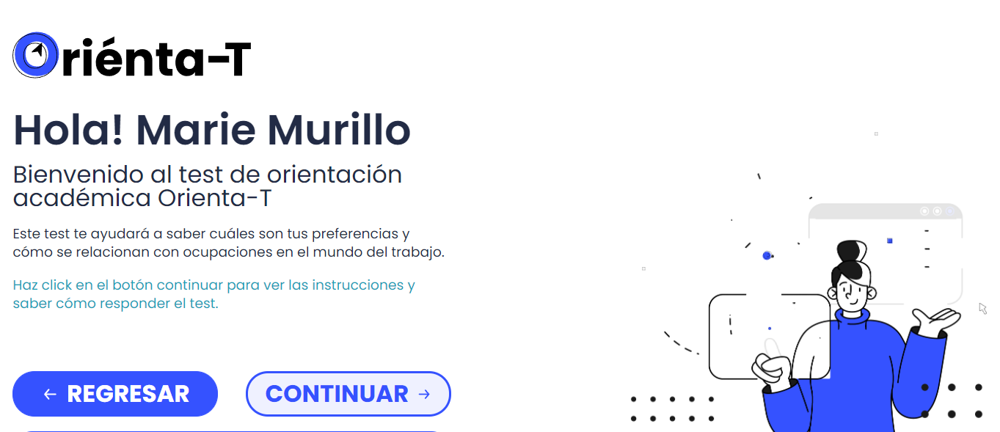 Oriénta-T
Hola! Marie Murillo
Bienvenido al test de orientación
académica Orienta-T
Este test te ayudará a saber cuáles son tus preferencias y
cómo se relacionan con ocupaciones en el mundo del trabajo.
Haz click en el botón continuar para ver las instrucciones y
saber cómo responder el test.
← REGRESAR
CONTINUAR →